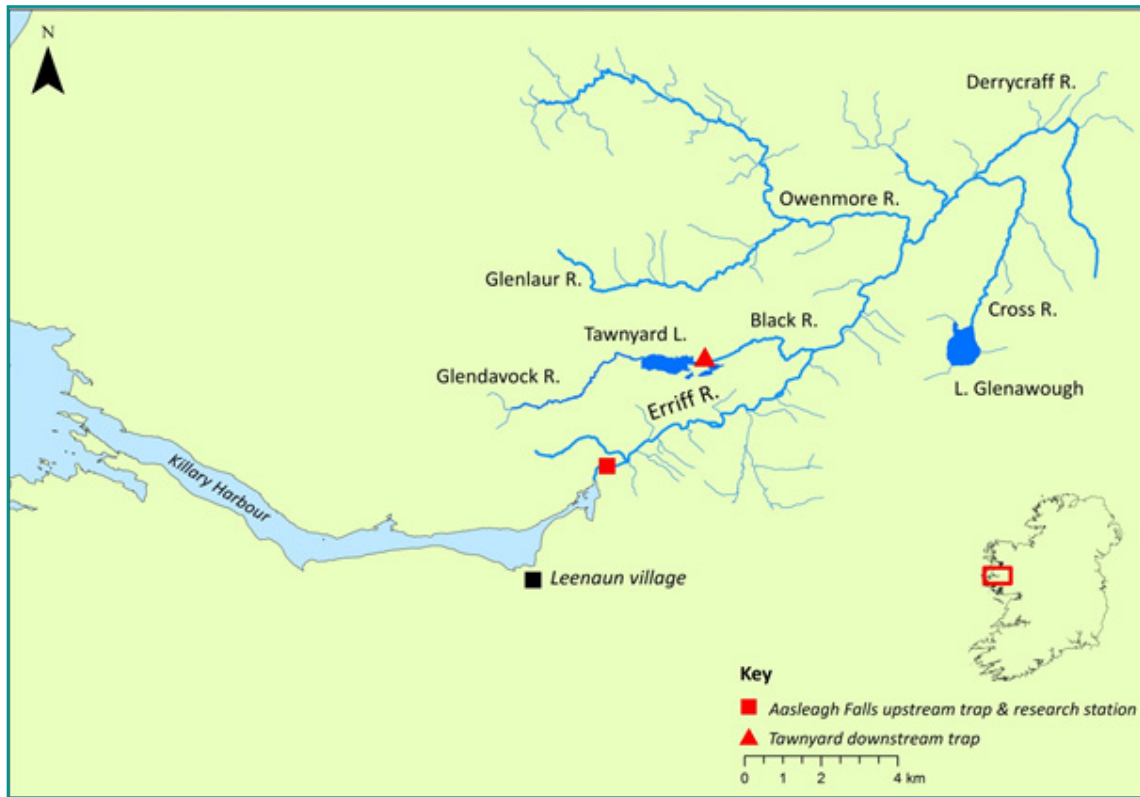 N
Derrycraff R.
Owenmore R.
Glenlaur R.
Cross R.
Black R.
Tawnyard L.
Glendavock R.
L. Glenawough
Erriff R.
Killary Harbour
Leenaun village
Key
Aasleagh Falls upstream trap & research station
Tawnyard downstream trap
0 1 2 4 km